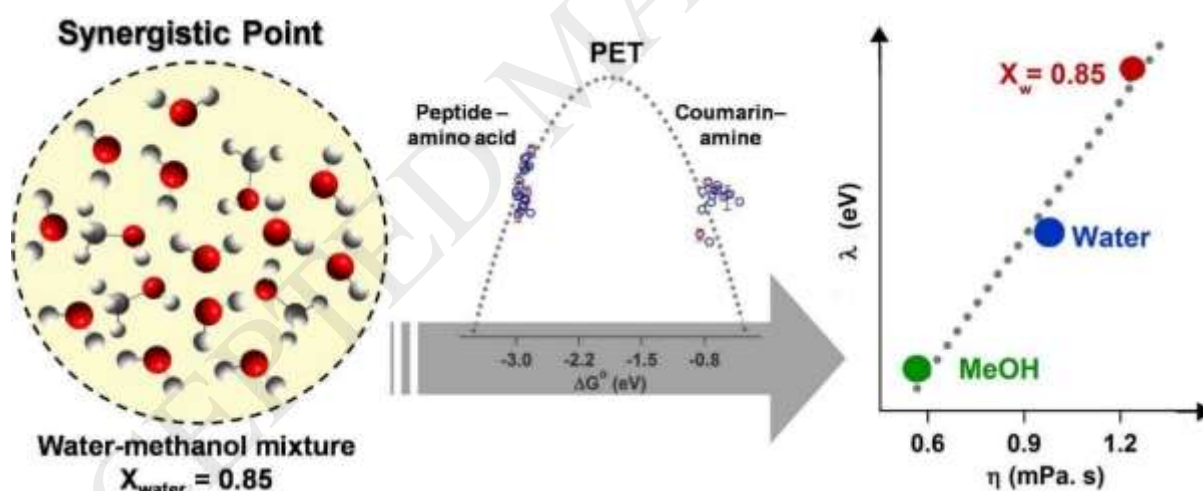 Synergistic Point
Water-methanol mixture
X_water = 0.85
PET
Peptide –
amino acid
Coumarin–
amine
-3.0 -2.2 -1.5 -0.8
ΔG° (eV)
λ (eV)
X_w = 0.85
Water
MeOH
0.6 0.9 1.2
η (mPa. s)